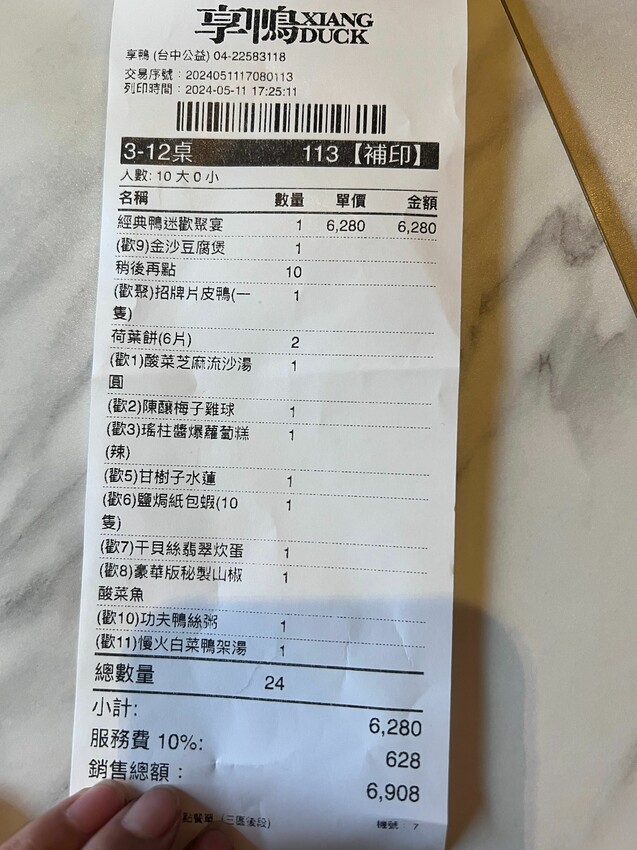 享鴨 XIANG DUCK
享鴨 (台中公益) 04-22583118
交易序號：2024051117080113
列印時間：2024-05-11 17:25:11
3-12桌 113【補印】
人數: 10 大 0 小
名稱 數量 單價 金額
經典鴨迷歡聚宴 1 6,280 6,280
(歡9)金沙豆腐煲 1
稍後再點 10
(歡聚)招牌片皮鴨(一 1
隻)
荷葉餅(6片) 2
(歡1)酸菜芝麻流沙湯 1
圓
(歡2)陳釀梅子雞球 1
(歡3)瑤柱醬爆蘿蔔糕 1
(辣)
(歡5)甘樹子水蓮 1
(歡6)鹽焗紙包蝦(10 1
隻)
(歡7)干貝絲翡翠炊蛋 1
(歡8)豪華版秘製山椒 1
酸菜魚
(歡10)功夫鴨絲粥 1
(歡11)慢火白菜鴨架湯 1
總數量 24
小計: 6,280
服務費 10%: 628
銷售總額： 6,908
記餐單 (三區後段) 機號 7